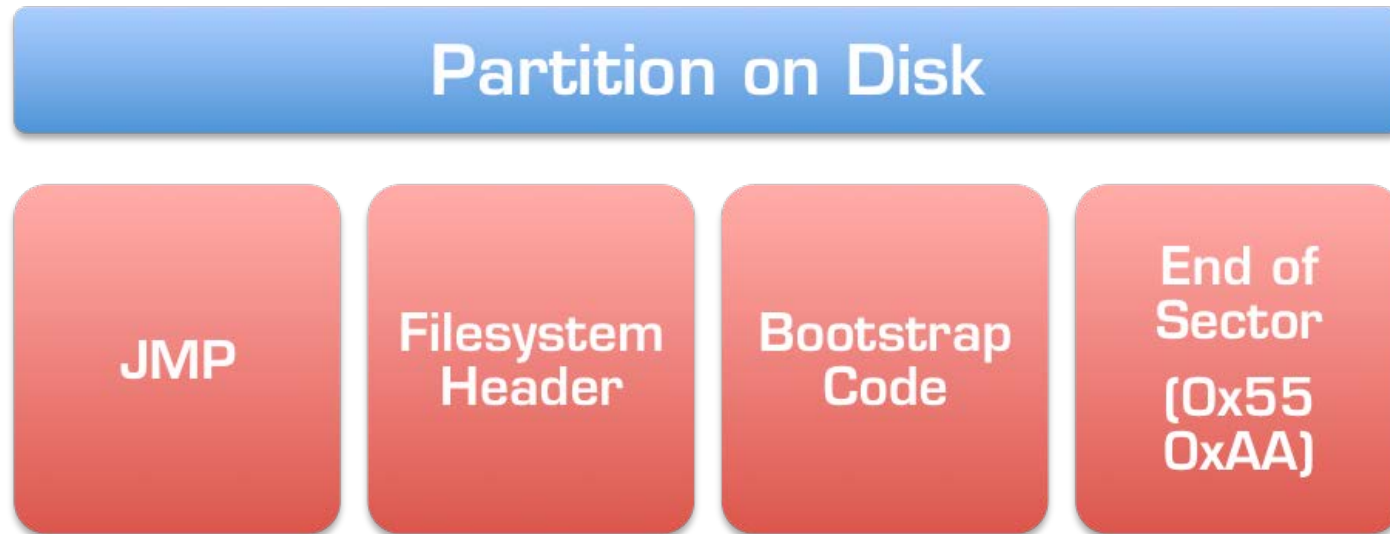 Partition on Disk
JMP
Filesystem
Header
Bootstrap
Code
End of
Sector
(0x55
0xAA)